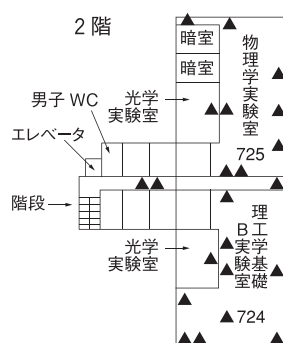 2階
暗室
暗室
物理学実験室
光学
実験室
男子 WC
エレベータ
725
階段
理工学基礎
B実験室
光学
実験室
724